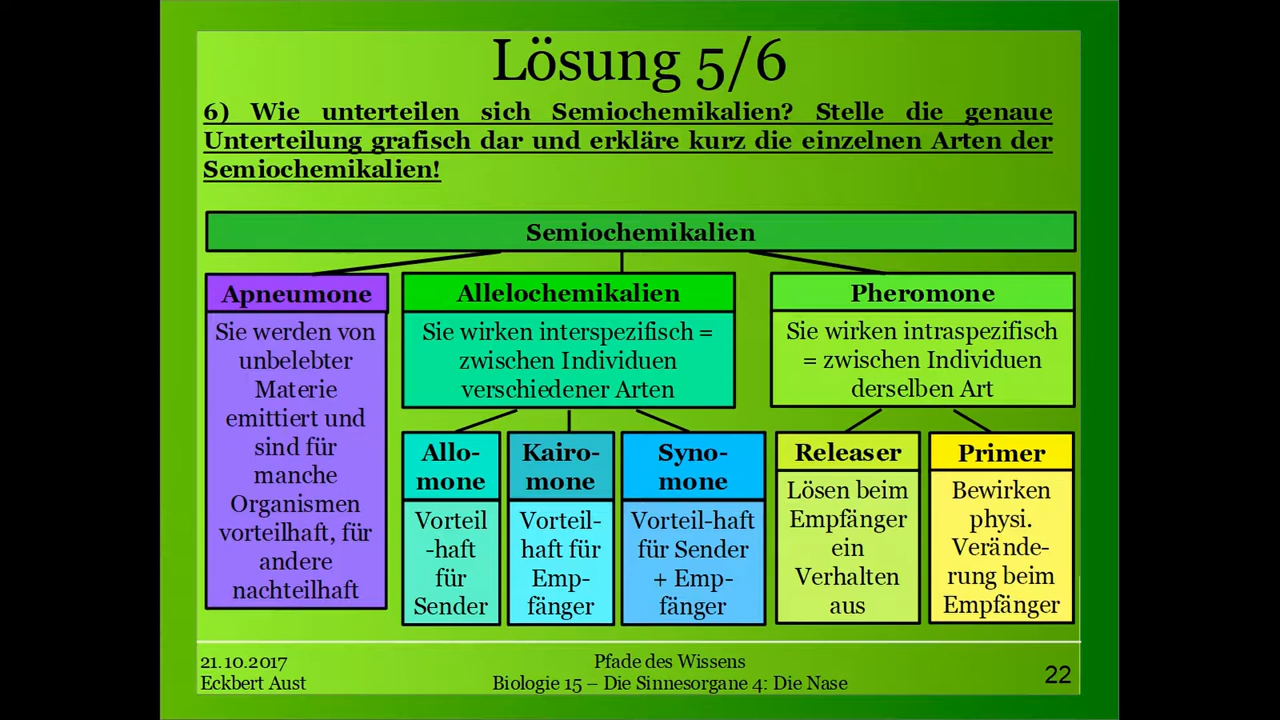 Lösung 5/6
6) Wie unterteilen sich Semiochemikalien? Stelle die genaue
Unterteilung grafisch dar und erkläre kurz die einzelnen Arten der
Semiochemikalien!
Semiochemikalien
Apneumone
Sie werden von
unbelebter
Materie
emittiert und
sind für
manche
Organismen
vorteilhaft, für
andere
nachteilhaft
Allelochemikalien
Sie wirken interspezifisch =
zwischen Individuen
verschiedener Arten
Pheromone
Sie wirken intraspezifisch
= zwischen Individuen
derselben Art
Allo-
mone
Vorteil
-haft
für
Sender
Kairo-
mone
Vorteil-
haft für
Emp-
fänger
Syno-
mone
Vorteil-haft
für Sender
+ Emp-
fänger
Releaser
Lösen beim
Empfänger
ein
Verhalten
aus
Primer
Bewirken
physi.
Verände-
rung beim
Empfänger
21.10.2017
Eckbert Aust
Pfade des Wissens
Biologie 15 – Die Sinnesorgane 4: Die Nase
22